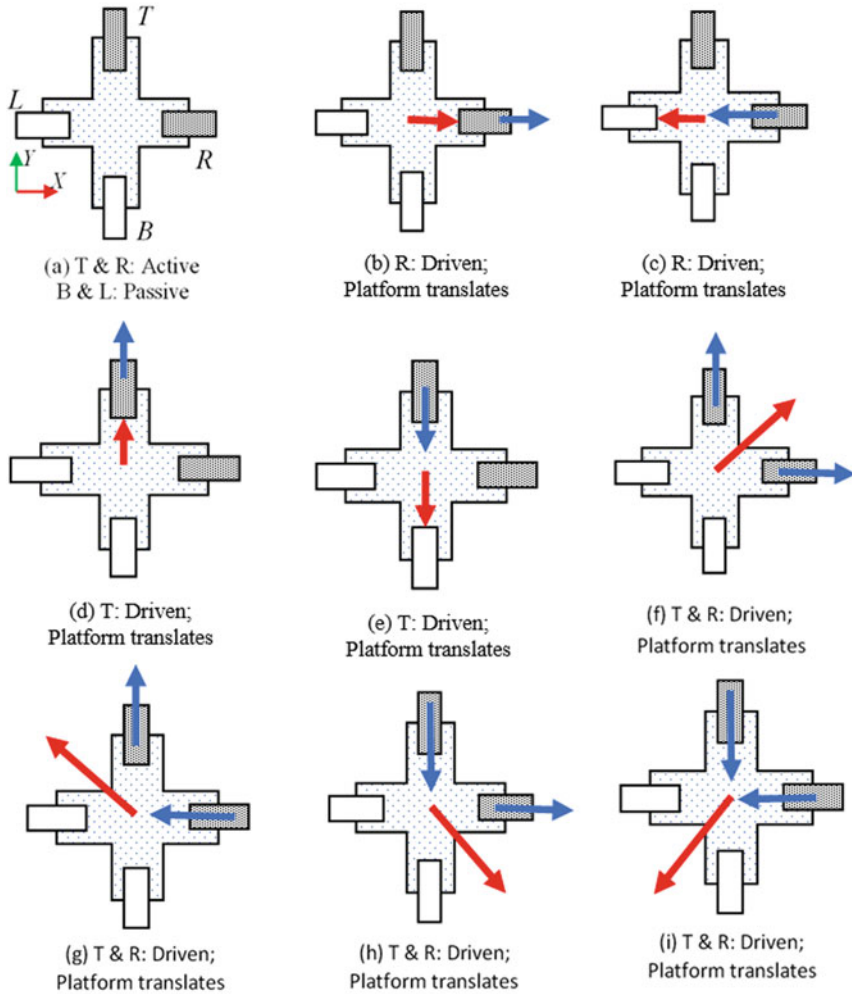 T
L
R
Y
X
B
(a) T & R: Active
B & L: Passive
(b) R: Driven;
Platform translates
(c) R: Driven;
Platform translates
(d) T: Driven;
Platform translates
(e) T: Driven;
Platform translates
(f) T & R: Driven;
Platform translates
(g) T & R: Driven;
Platform translates
(h) T & R: Driven;
Platform translates
(i) T & R: Driven;
Platform translates